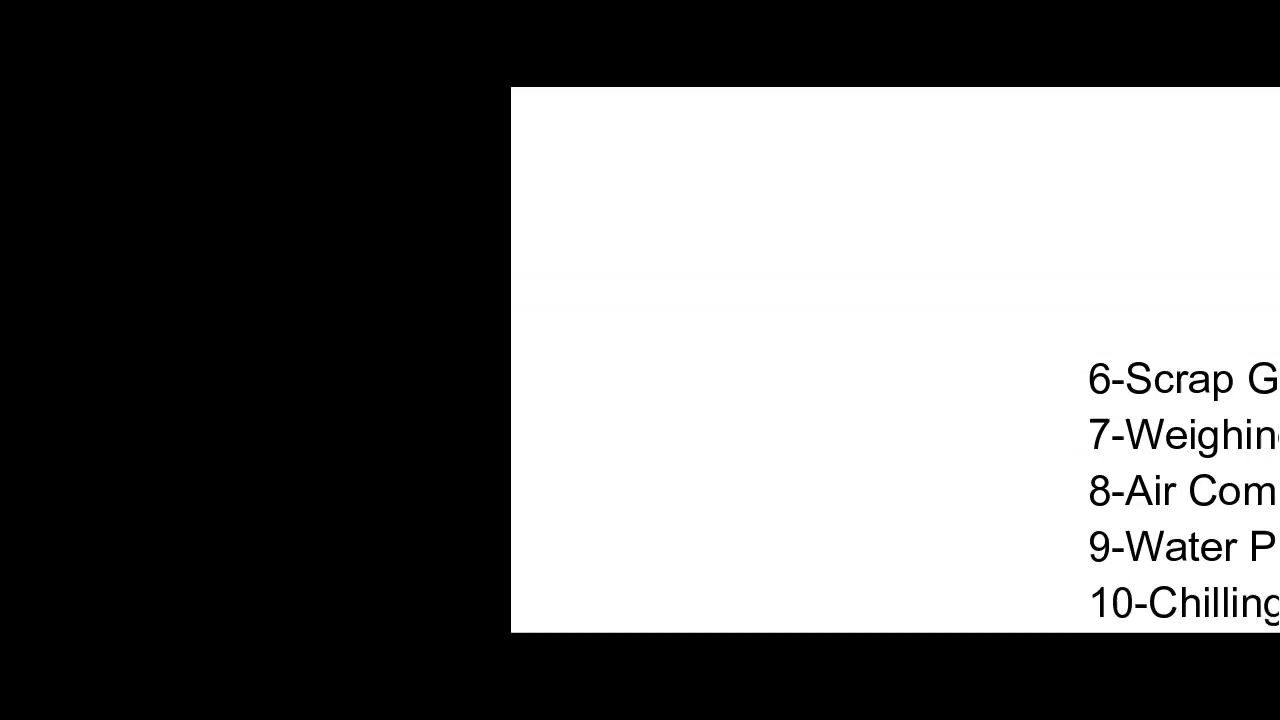 6-Scrap G
7-Weighin
8-Air Com
9-Water P
10-Chilling